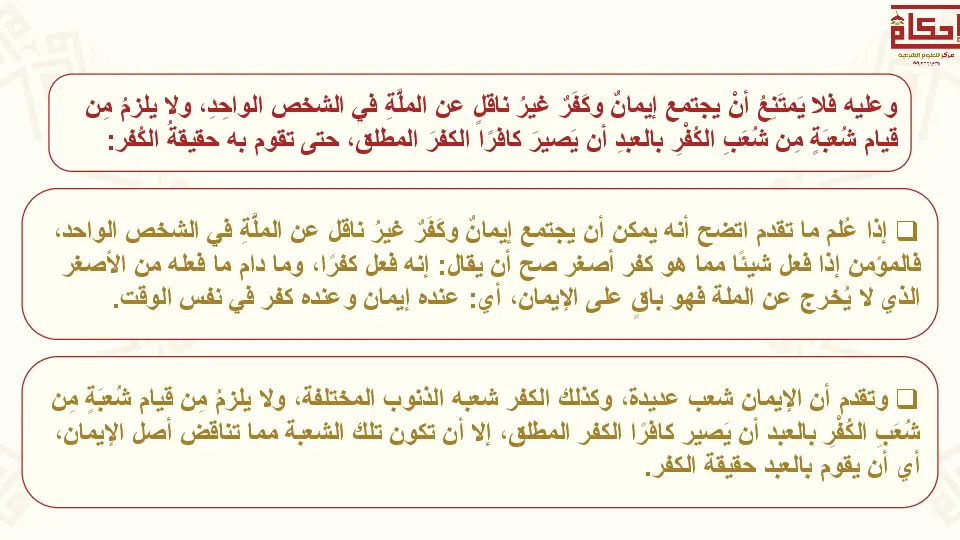 إحكام
مركز للعلوم الشرعية
وعليه فلا يَمتَنِعُ أنْ يجتمع إيمانٌ وكَفَرٌ غيرُ ناقلٍ عن الملَّةِ في الشخص الواحِدِ، ولا يلزمُ مِن
قيام شُعَبَةٍ مِن شُعَبِ الكُفْرِ بالعبدِ أن يَصيرَ كافرًا الكفرَ المطلق، حتى تقوم به حقيقةُ الكُفر:
❑ إذا عُلم ما تقدم اتضح أنه يمكن أن يجتمع إيمانٌ وكَفَرٌ غيرُ ناقل عن الملَّةِ في الشخص الواحد،
فالمؤمن إذا فعل شيئًا مما هو كفر أصغر صح أن يقال: إنه فعل كفرًا، وما دام ما فعله من الأصغر
الذي لا يُخرج عن الملة فهو باقٍ على الإيمان، أي: عنده إيمان وعنده كفر في نفس الوقت.
❑ وتقدم أن الإيمان شعب عديدة، وكذلك الكفر شعبه الذنوب المختلفة، ولا يلزمُ مِن قيام شُعَبَةٍ مِن
شُعَبِ الكُفْرِ بالعبد أن يَصير كافرًا الكفر المطلق، إلا أن تكون تلك الشعبة مما تناقض أصل الإيمان،
أي أن يقوم بالعبد حقيقة الكفر.